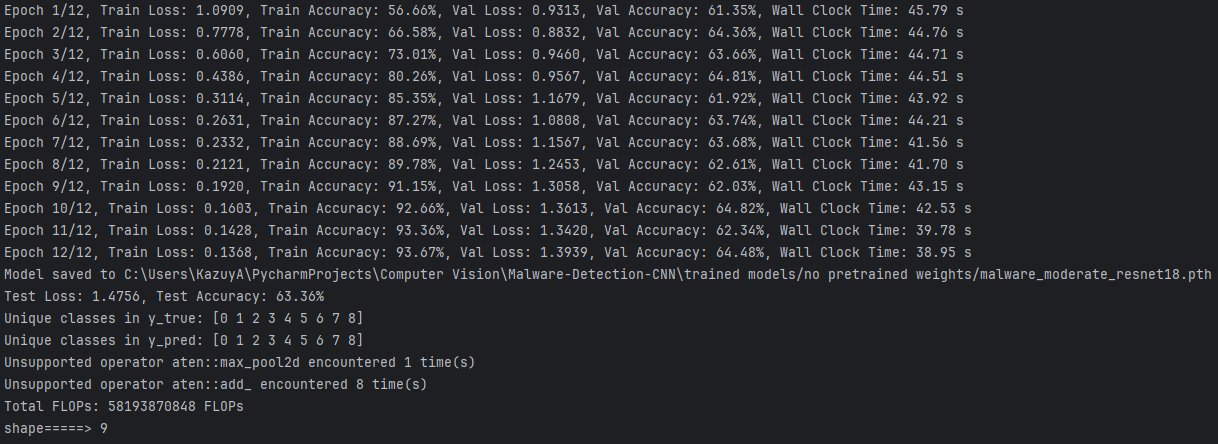 Epoch 1/12, Train Loss: 1.0909, Train Accuracy: 56.66%, Val Loss: 0.9313, Val Accuracy: 61.35%, Wall Clock Time: 45.79 s
Epoch 2/12, Train Loss: 0.7778, Train Accuracy: 66.58%, Val Loss: 0.8832, Val Accuracy: 64.36%, Wall Clock Time: 44.76 s
Epoch 3/12, Train Loss: 0.6060, Train Accuracy: 73.01%, Val Loss: 0.9460, Val Accuracy: 63.66%, Wall Clock Time: 44.71 s
Epoch 4/12, Train Loss: 0.4386, Train Accuracy: 80.26%, Val Loss: 0.9567, Val Accuracy: 64.81%, Wall Clock Time: 44.51 s
Epoch 5/12, Train Loss: 0.3114, Train Accuracy: 85.35%, Val Loss: 1.1679, Val Accuracy: 61.92%, Wall Clock Time: 43.92 s
Epoch 6/12, Train Loss: 0.2631, Train Accuracy: 87.27%, Val Loss: 1.0808, Val Accuracy: 63.74%, Wall Clock Time: 44.21 s
Epoch 7/12, Train Loss: 0.2332, Train Accuracy: 88.69%, Val Loss: 1.1567, Val Accuracy: 63.68%, Wall Clock Time: 41.56 s
Epoch 8/12, Train Loss: 0.2121, Train Accuracy: 89.78%, Val Loss: 1.2453, Val Accuracy: 62.61%, Wall Clock Time: 41.70 s
Epoch 9/12, Train Loss: 0.1920, Train Accuracy: 91.15%, Val Loss: 1.3058, Val Accuracy: 62.03%, Wall Clock Time: 43.15 s
Epoch 10/12, Train Loss: 0.1603, Train Accuracy: 92.66%, Val Loss: 1.3613, Val Accuracy: 64.82%, Wall Clock Time: 42.53 s
Epoch 11/12, Train Loss: 0.1428, Train Accuracy: 93.36%, Val Loss: 1.3420, Val Accuracy: 62.34%, Wall Clock Time: 39.78 s
Epoch 12/12, Train Loss: 0.1368, Train Accuracy: 93.67%, Val Loss: 1.3939, Val Accuracy: 64.48%, Wall Clock Time: 38.95 s
Model saved to C:\Users\KazuyA\PycharmProjects\Computer Vision\Malware-Detection-CNN\trained models/no pretrained weights/malware_moderate_resnet18.pth
Test Loss: 1.4756, Test Accuracy: 63.36%
Unique classes in y_true: [0 1 2 3 4 5 6 7 8]
Unique classes in y_pred: [0 1 2 3 4 5 6 7 8]
Unsupported operator aten::max_pool2d encountered 1 time(s)
Unsupported operator aten::add_ encountered 8 time(s)
Total FLOPs: 58193870848 FLOPs
shape=====> 9